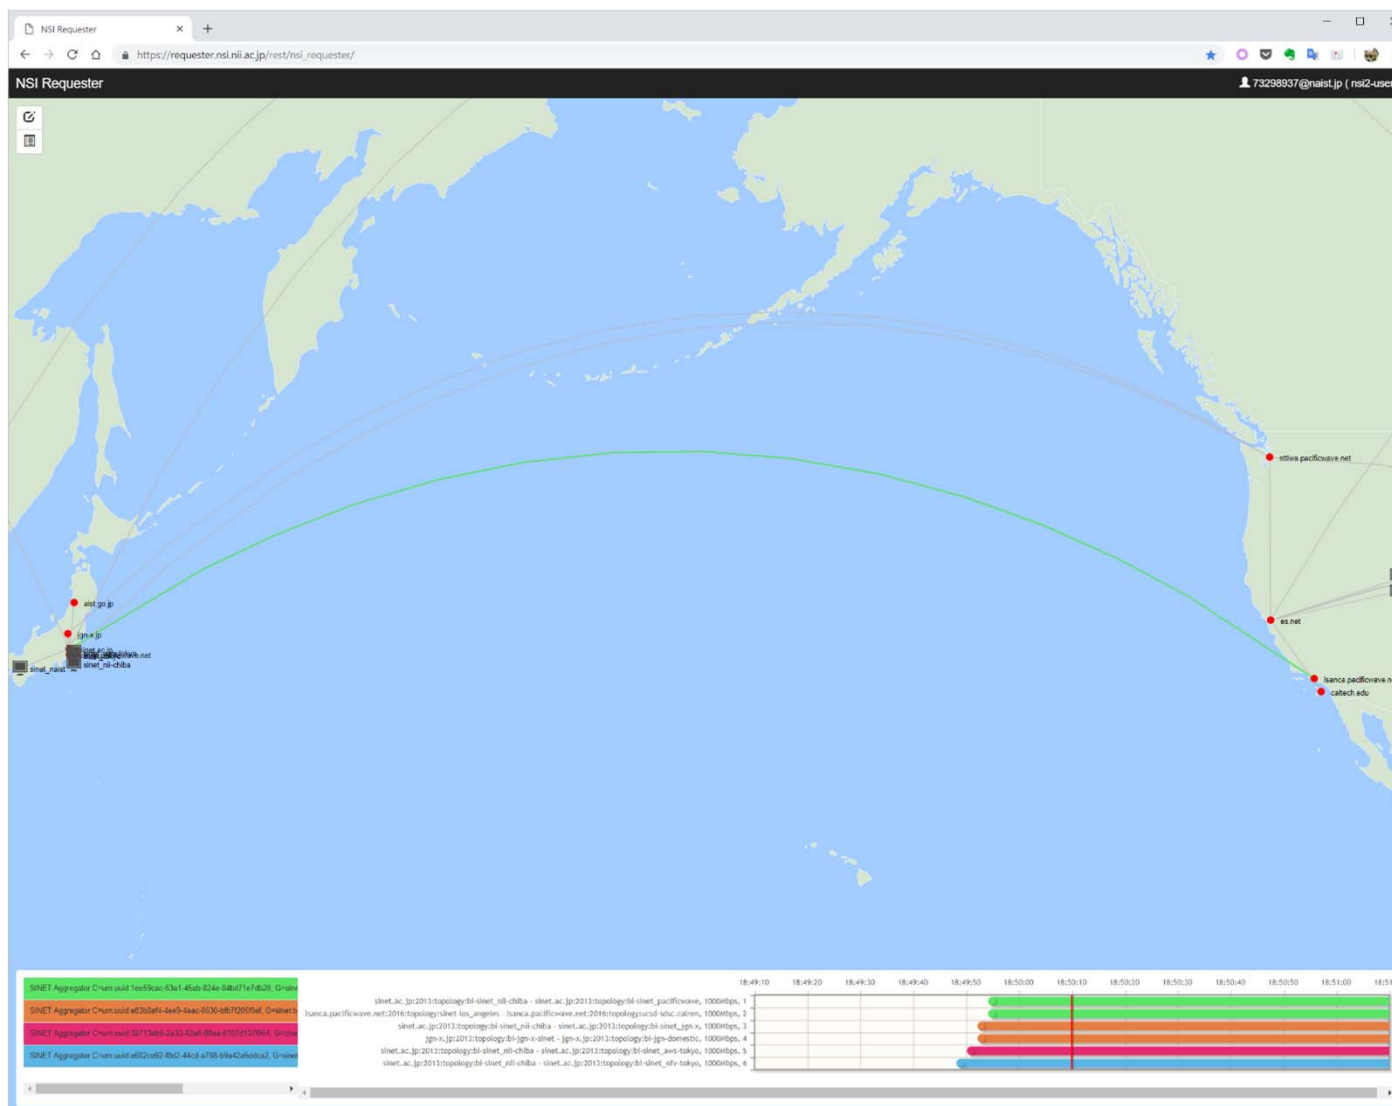 NSI Requester
https://requester.nsi.nii.ac.jp/rest/nsi_requester/
NSI Requester
73298937@naist.jp ( nsi2-user
sttlwa.pacificwave.net
aist.go.jp
es.net
jgn-x.jp
sinet.ac.jp
sinet_nii-chiba
sinet_naist
lsanca.pacificwave.n
caltech.edu
18:49:10 18:49:20 18:49:30 18:49:40 18:49:50 18:50:00 18:50:10 18:50:20 18:50:30 18:50:40 18:50:50 18:51:00 18:51
SINET Aggregator
sinet.ac.jp:2013:topology:bi-sinet_nii-chiba - sinet.ac.jp:2013:topology:bi-sinet_pacificwave, 1000Mbps, 1
lsanca.pacificwave.net:2016:topology:sinet-los_angeles - lsanca.pacificwave.net:2016:topology:ucsd-sdsc.calren, 1000Mbps, 2
SINET Aggregator
sinet.ac.jp:2013:topology:bi-sinet_nii-chiba - sinet.ac.jp:2013:topology:bi-sinet_jgn-x, 1000Mbps, 3
jgn-x.jp:2013:topology:bi-jgn-x-sinet - jgn-x.jp:2013:topology:bi-jgn-domestic, 1000Mbps, 4
SINET Aggregator
sinet.ac.jp:2013:topology:bi-sinet_nii-chiba - sinet.ac.jp:2013:topology:bi-sinet_aws-tokyo, 1000Mbps, 5
SINET Aggregator
sinet.ac.jp:2013:topology:bi-sinet_nii-chiba - sinet.ac.jp:2013:topology:bi-sinet_nfv-tokyo, 1000Mbps, 6